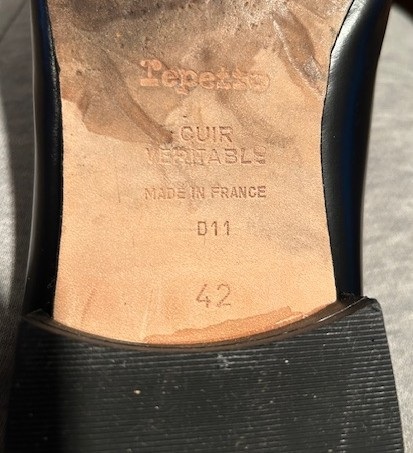 repetto
CUIR
VERITABLE
MADE IN FRANCE
D11
42